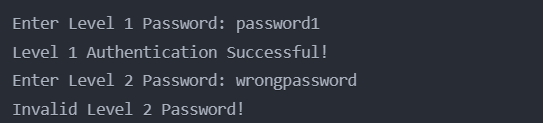 Enter Level 1 Password: password1
Level 1 Authentication Successful!
Enter Level 2 Password: wrongpassword
Invalid Level 2 Password!